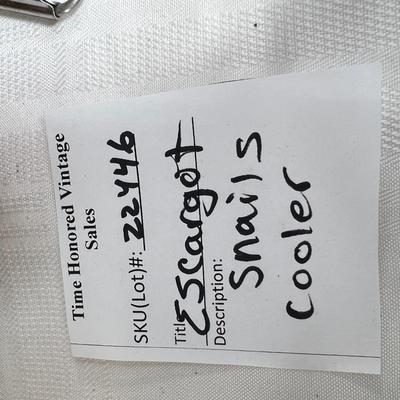 Time Honored Vintage
Sales
SKU(Lot)#: 22446
Title Escargot
Description:
Snails
cooler